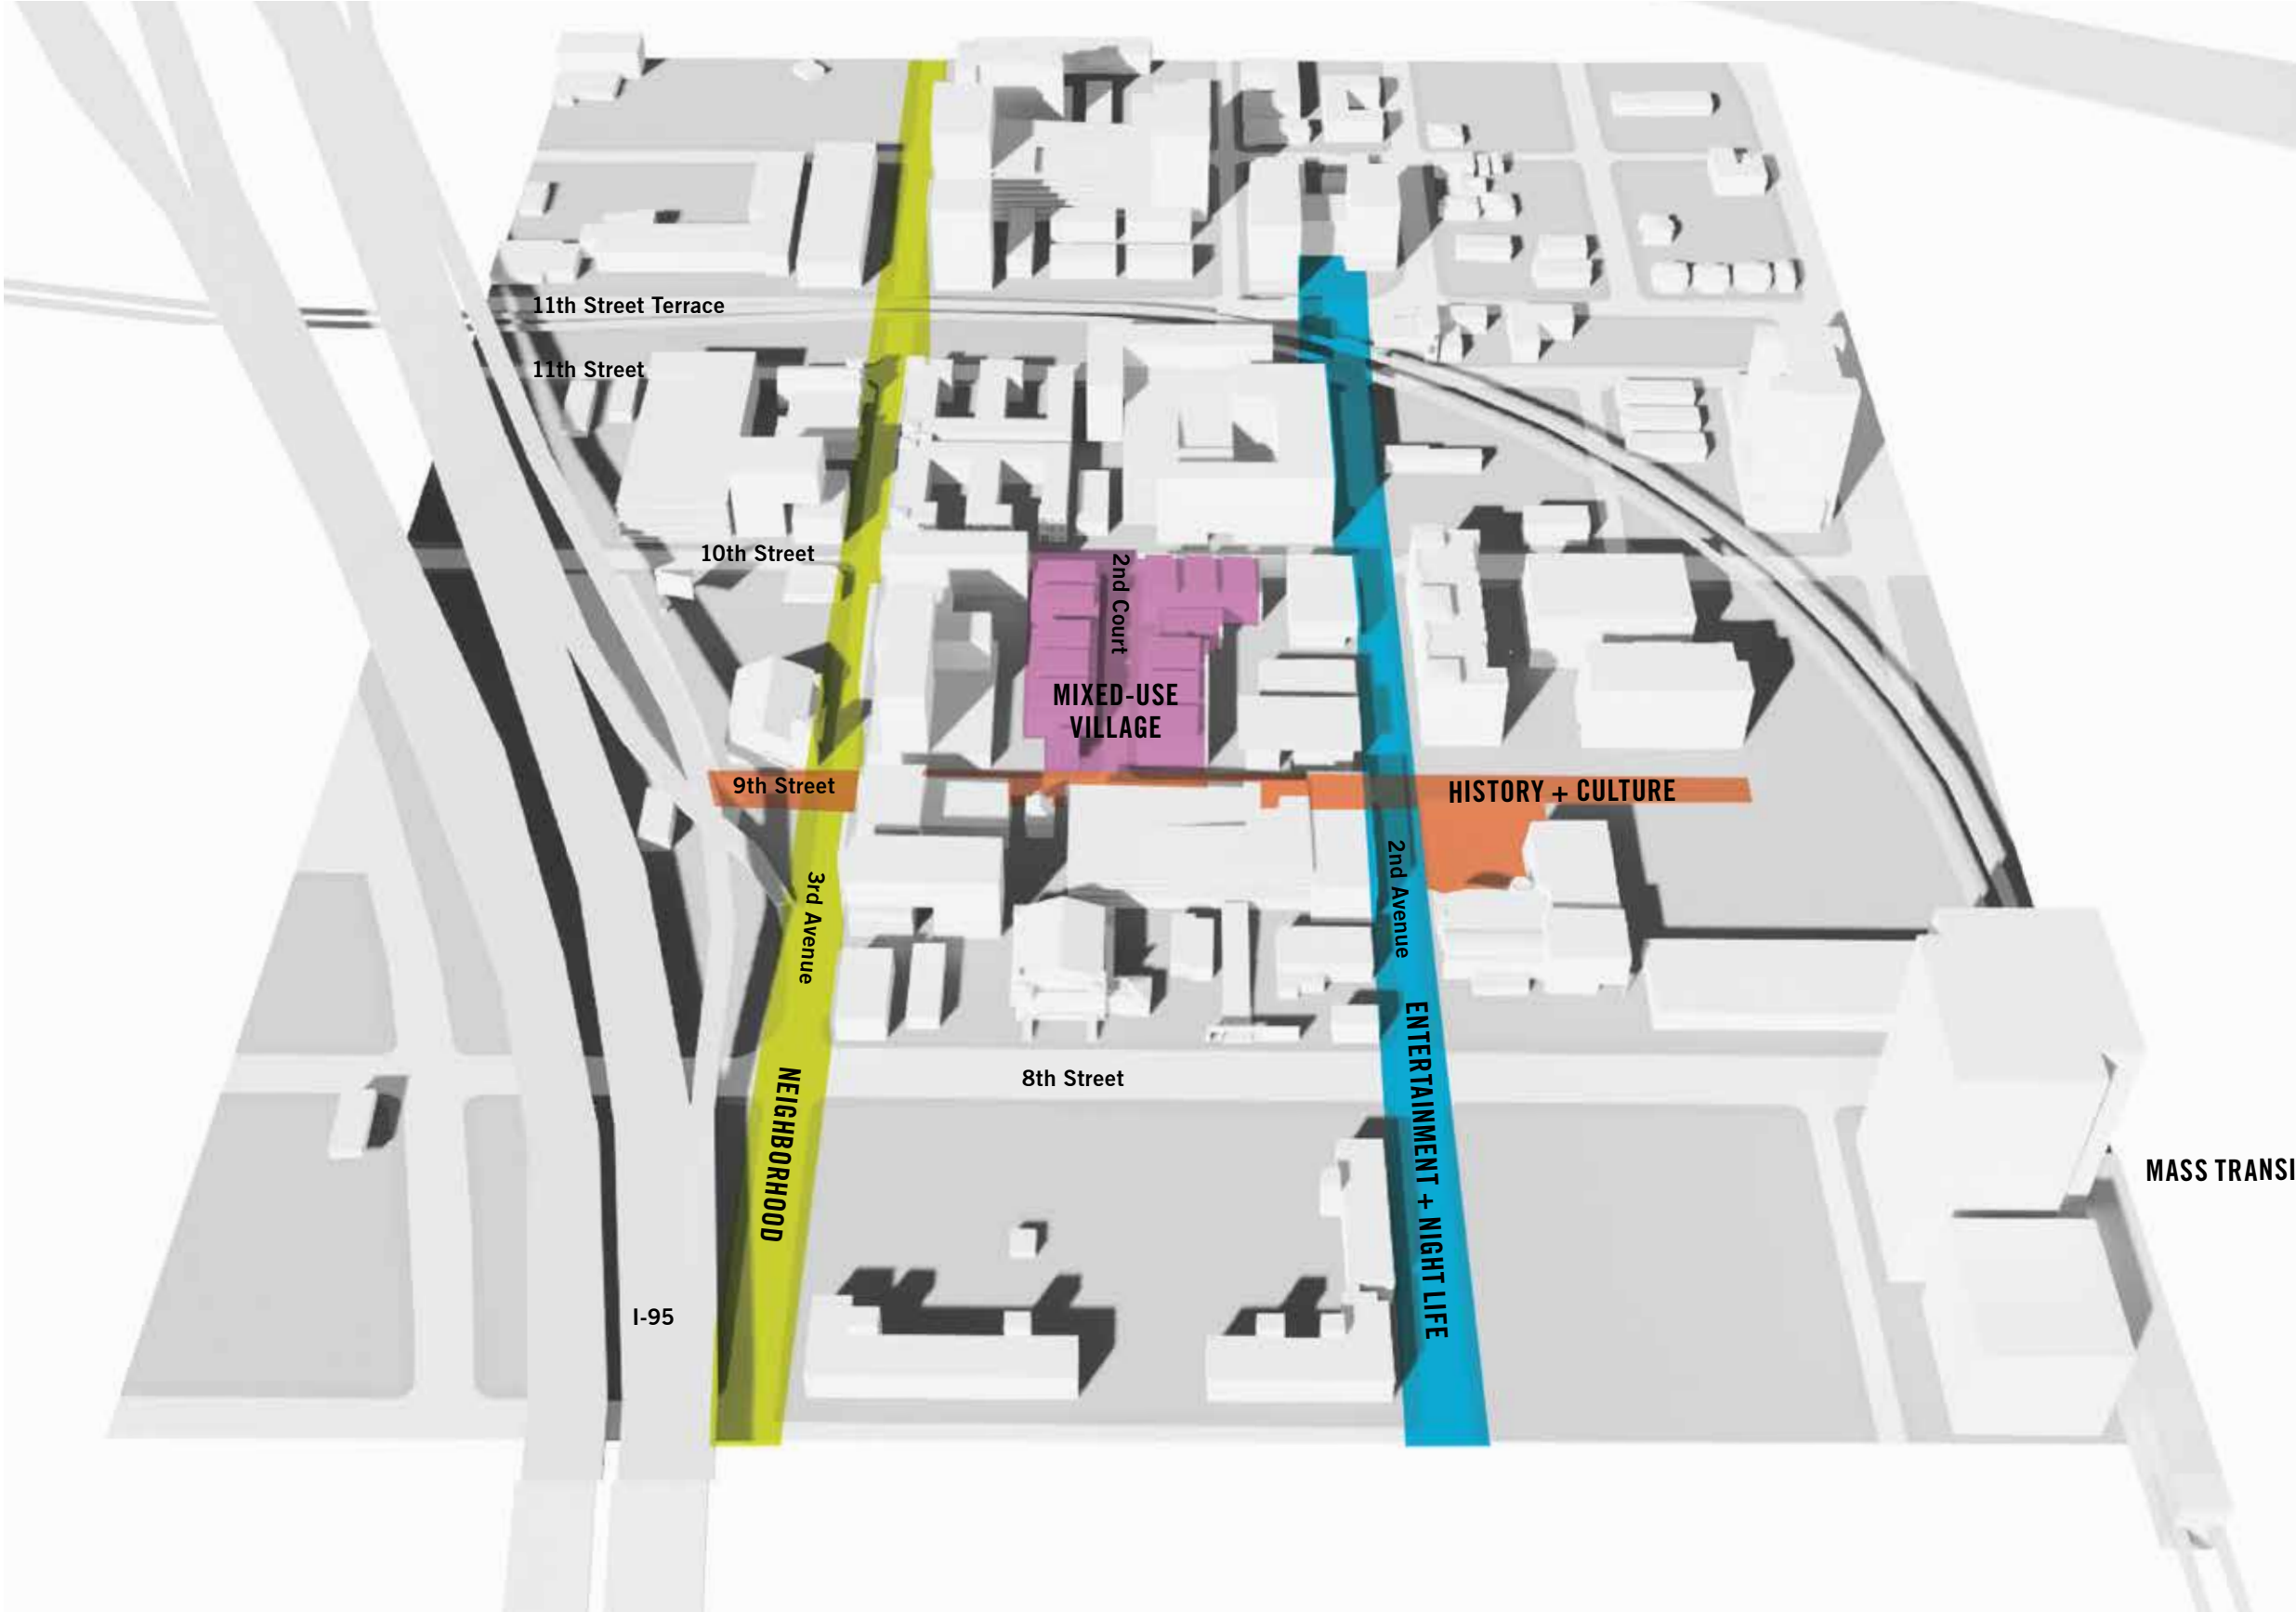 11th Street Terrace
11th Street
10th Street
2nd Court
MIXED-USE
VILLAGE
9th Street
HISTORY + CULTURE
3rd Avenue
2nd Avenue
NEIGHBORHOOD
8th Street
ENTERTAINMENT + NIGHT LIFE
MASS TRANSI
I-95